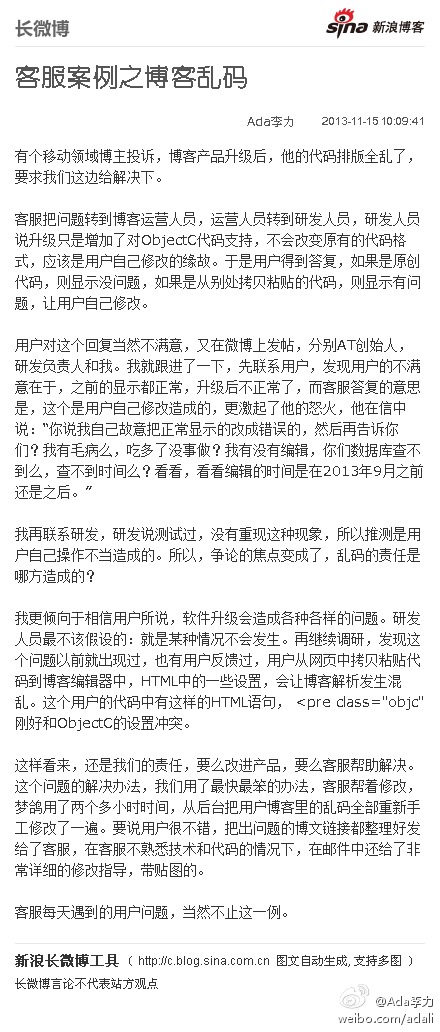 长微博
sina 新浪博客
客服案例之博客乱码
Ada李力 2013-11-15 10:09:41
有个移动领域博主投诉，博客产品升级后，他的代码排版全乱了，
要求我们这边给解决下。
客服把问题转到博客运营人员，运营人员转到研发人员，研发人员
说升级只是增加了对ObjectC代码支持，不会改变原有的代码格
式，应该是用户自己修改的缘故。于是用户得到答复，如果是原创
代码，则显示没问题，如果是从别处拷贝粘贴的代码，则显示有问
题，让用户自己修改。
用户对这个回复当然不满意，又在微博上发帖，分别AT创始人，
研发负责人和我。我就跟进了一下，先联系用户，发现用户的不满
意在于，之前的显示都正常，升级后不正常了，而客服答复的意思
是，这个是用户自己修改造成的，更激起了他的怒火，他在信中
说：“你说我自己故意把正常显示的改成错误的，然后再告诉你
们？我有毛病么，吃多了没事做？我有没有编辑，你们数据库查不
到么，查不到时间么？看看，看看编辑的时间是在2013年9月之前
还是之后。”
我再联系研发，研发说测试过，没有重现这种现象，所以推测是用
户自己操作不当造成的。所以，争论的焦点变成了，乱码的责任是
哪方造成的？
我更倾向于相信用户所说，软件升级会造成各种各样的问题。研发
人员最不该假设的：就是某种情况不会发生。再继续调研，发现这
个问题以前就出现过，也有用户反馈过，用户从网页中拷贝粘贴代
码到博客编辑器中，HTML中的一些设置，会让博客解析发生混
乱。这个用户的代码中有这样的HTML语句， <pre class="objc"
刚好和ObjectC的设置冲突。
这样看来，还是我们的责任，要么改进产品，要么客服帮助解决。
这个问题的解决办法，我们用了最快最笨的办法，客服帮着修改，
梦鸽用了两个多小时时间，从后台把用户博客里的乱码全部重新手
工修改了一遍。要说用户很不错，把出问题的博文链接都整理好发
给了客服，在客服不熟悉技术和代码的情况下，在邮件中还给了非
常详细的修改指导，带贴图的。
客服每天遇到的用户问题，当然不止这一例。
新浪长微博工具（ http://c.blog.sina.com.cn 图文自动生成, 支持多图 ）
长微博言论不代表站方观点
@Ada李力
weibo.com/adali